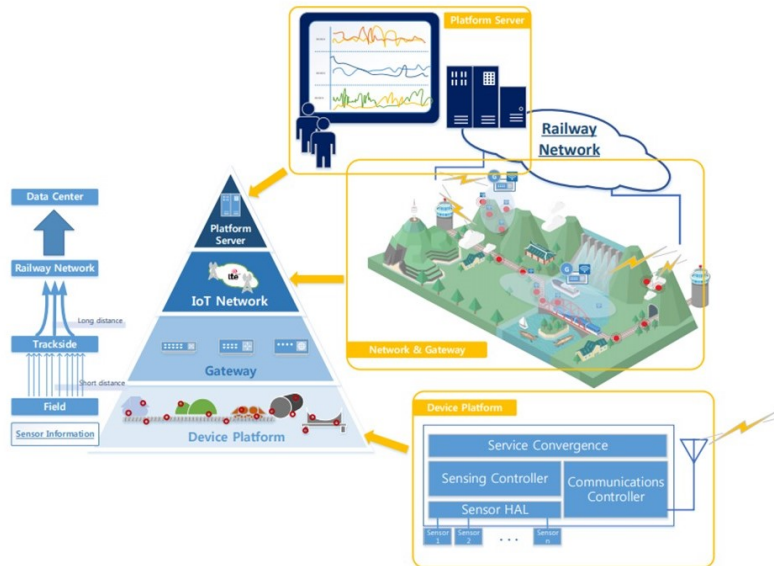 Platform Server
Railway
Network
Data Center
Railway Network
Long distance
Trackside
Short distance
Field
Sensor Information
Platform
Server
lte
IoT Network
Gateway
Device Platform
Network & Gateway
Device Platform
Service Convergence
Sensing Controller
Communications
Controller
Sensor HAL
Sensor
1
Sensor
2
. . .
Sensor
n